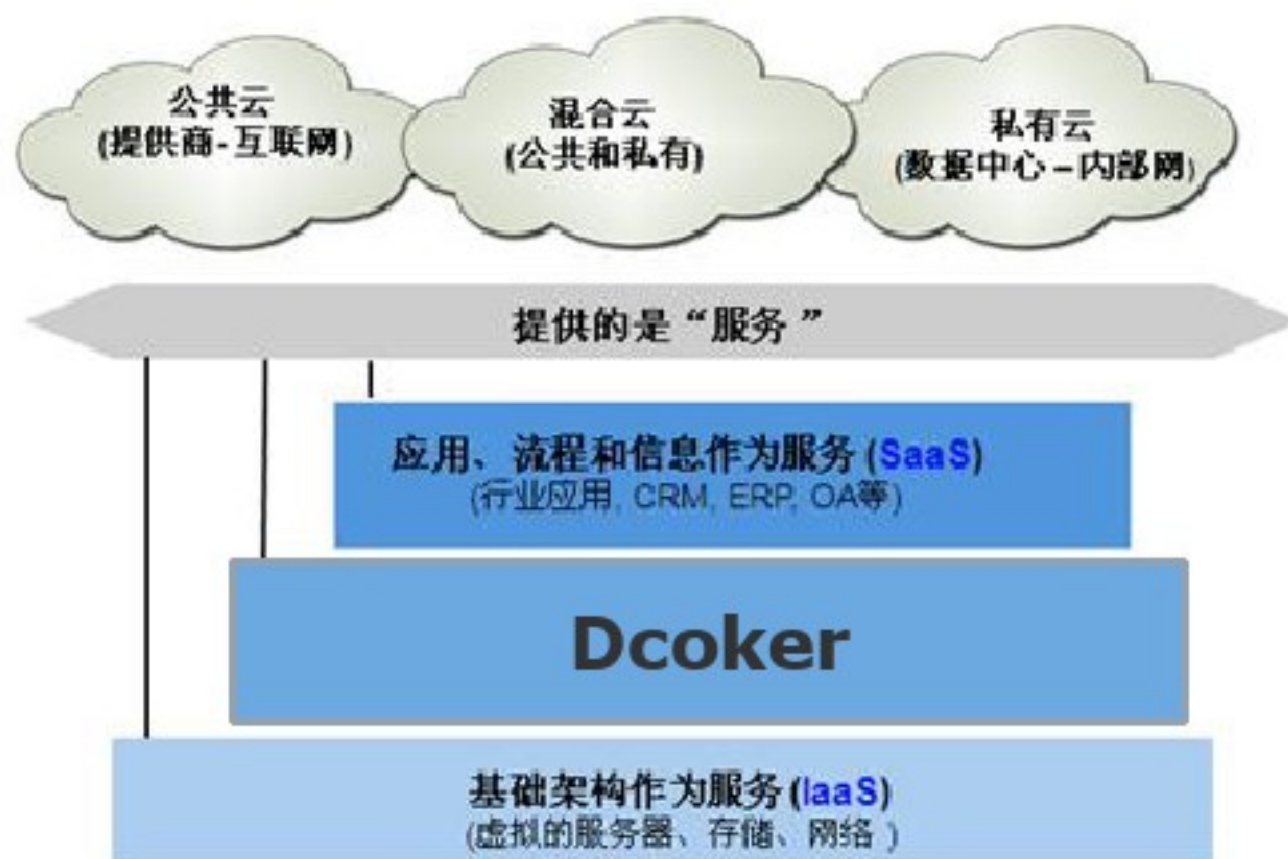 公共云
(提供商-互联网)
混合云
(公共和私有)
私有云
(数据中心–内部网)
提供的是“服务”
应用、流程和信息作为服务(SaaS)
(行业应用, CRM, ERP, OA等)
Dcoker
基础架构作为服务(IaaS)
(虚拟的服务器、存储、网络)